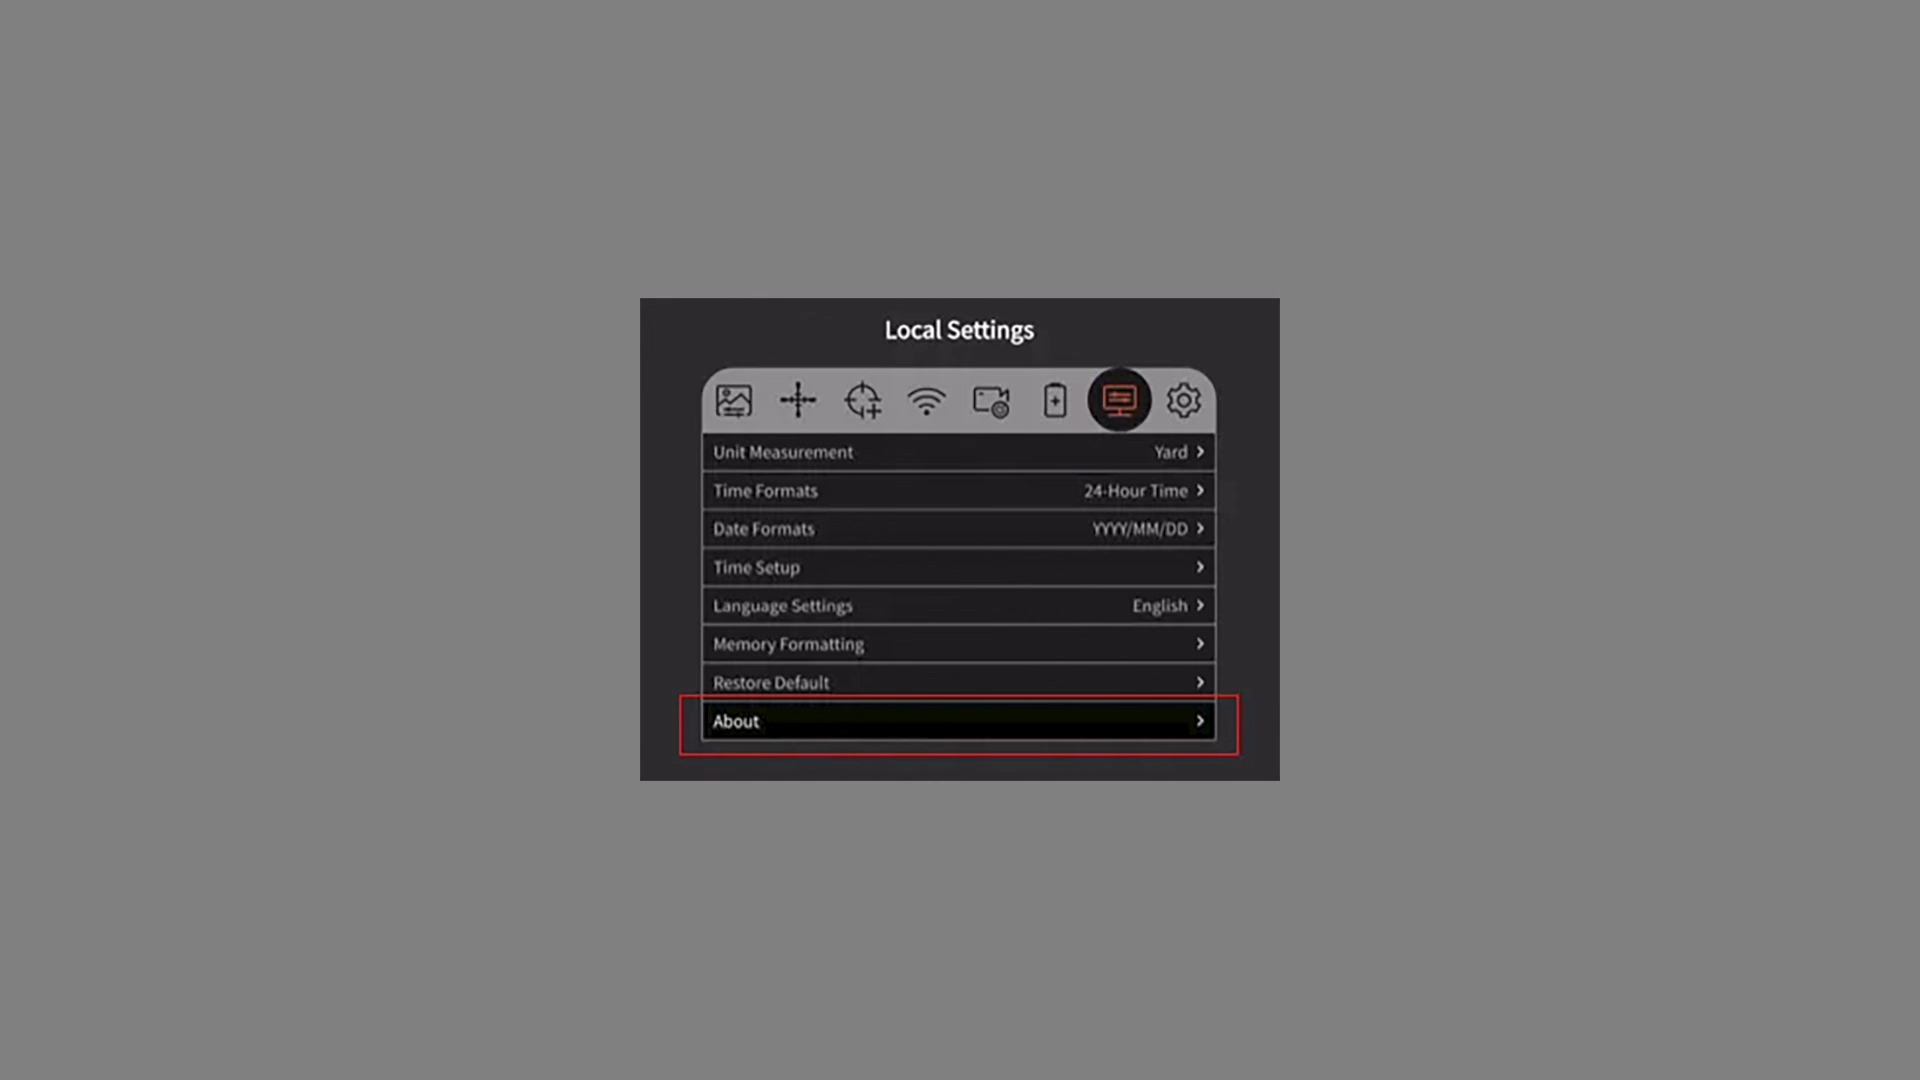 Local Settings
Unit Measurement Yard
Time Formats 24-Hour Time
Date Formats YYYY/MM/DD
Time Setup
Language Settings English
Memory Formatting
Restore Default
About